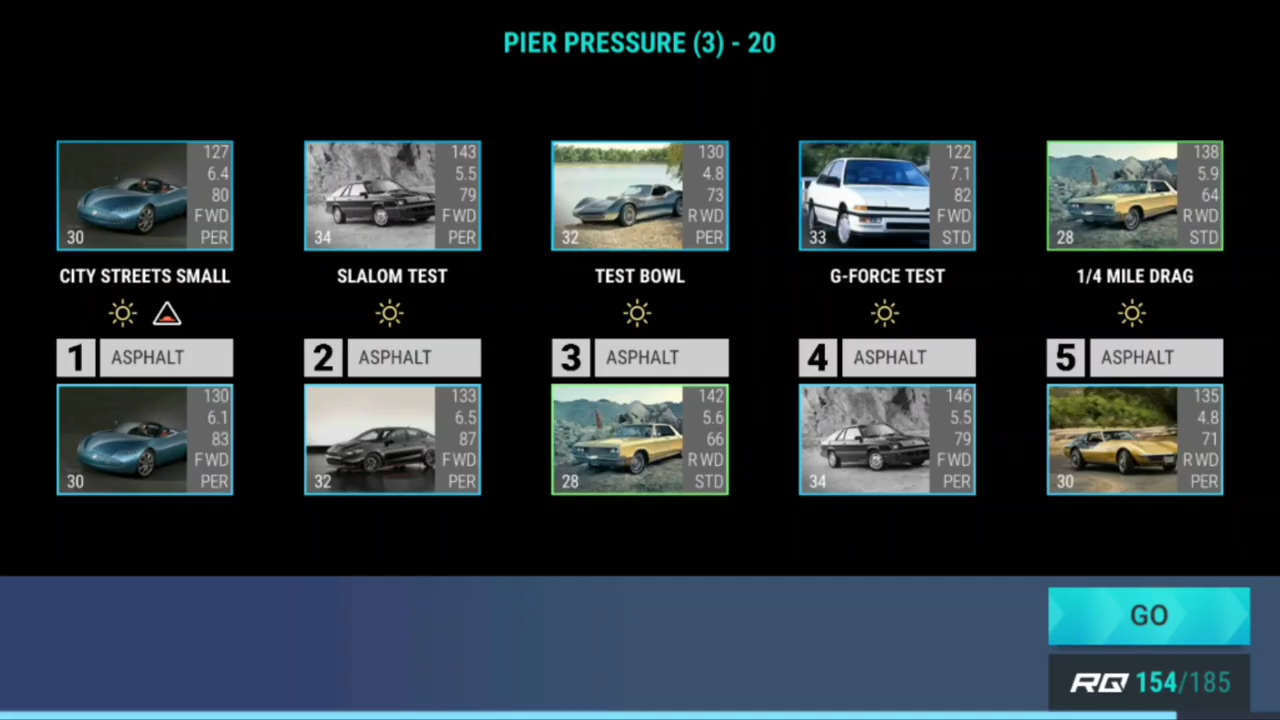 PIER PRESSURE (3) - 20
127
6.4
80
FWD
30 PER
143
5.5
79
FWD
34 PER
130
4.8
73
RWD
32 PER
122
7.1
82
FWD
33 STD
138
5.9
64
RWD
28 STD
CITY STREETS SMALL SLALOM TEST TEST BOWL G-FORCE TEST 1/4 MILE DRAG
1 ASPHALT 2 ASPHALT 3 ASPHALT 4 ASPHALT 5 ASPHALT
130
6.1
83
FWD
30 PER
133
6.5
87
FWD
32 PER
142
5.6
66
RWD
28 STD
146
5.5
79
FWD
34 PER
135
4.8
71
RWD
30 PER
GO
RQ 154/185